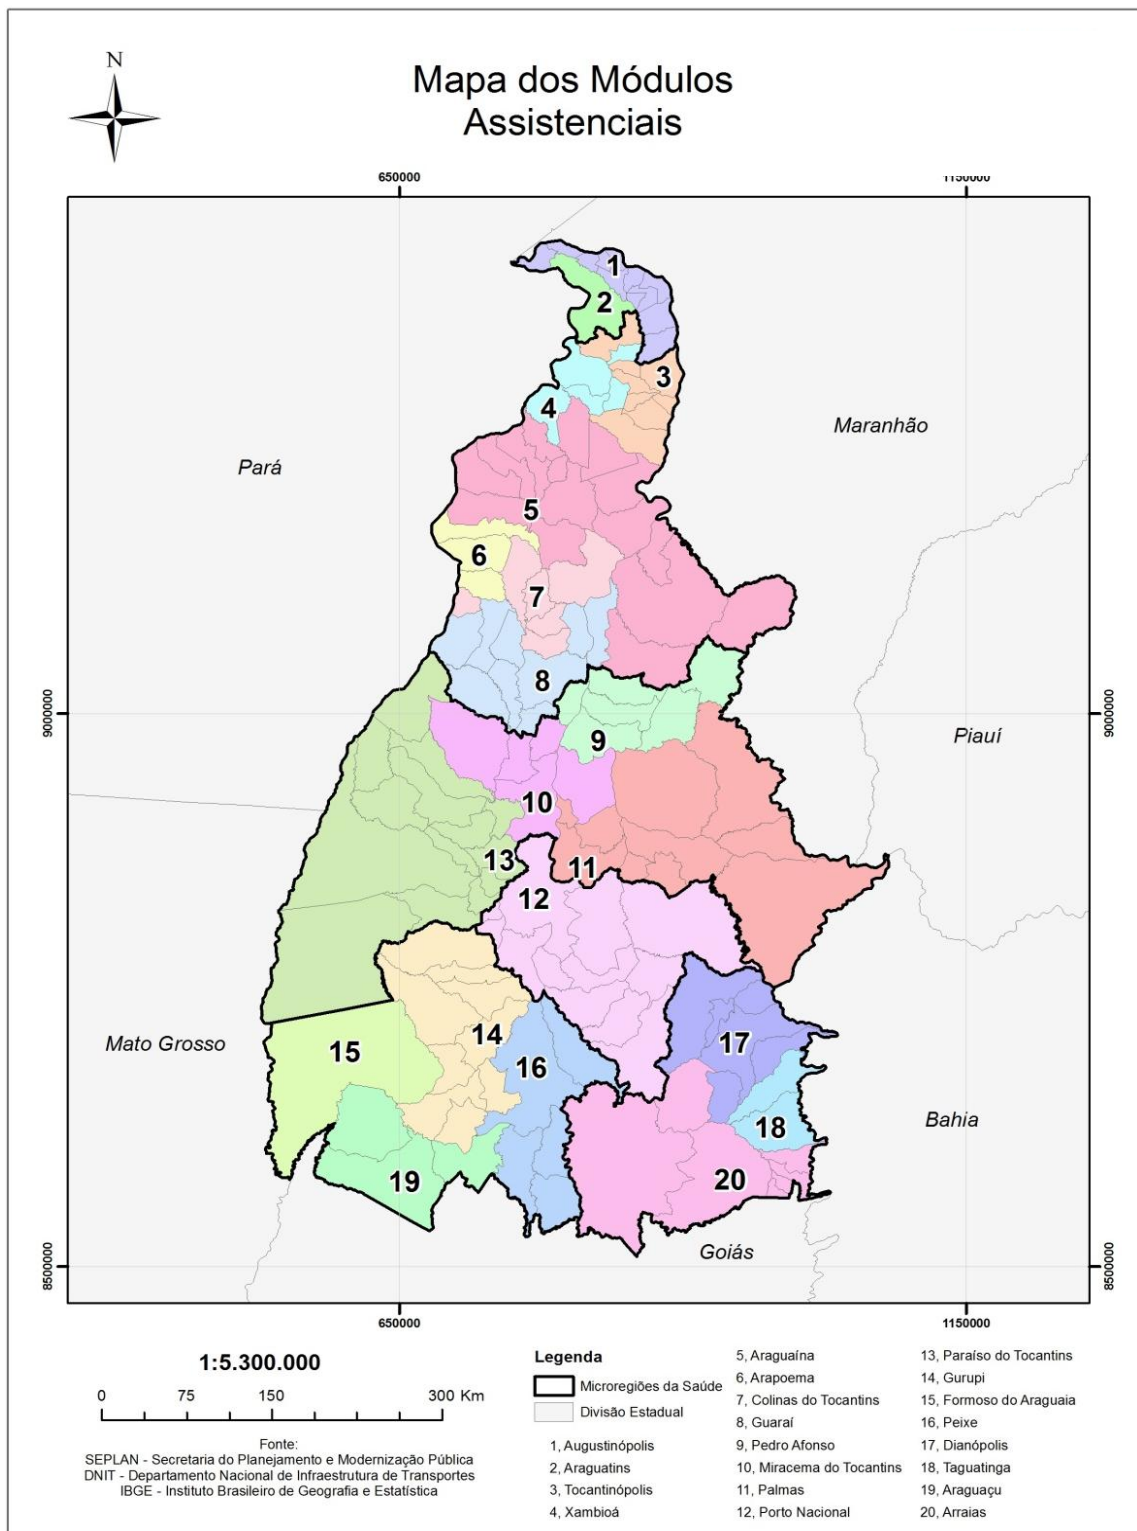 N
Mapa dos Módulos
Assistenciais
650000
1150000
1
2
3
4
Maranhão
Pará
5
6
7
8
9000000
9000000
9
Piauí
10
13
11
12
14
17
Mato Grosso
15
16
18
Bahia
19
20
Goiás
8500000
8500000
650000
1150000
1:5.300.000
0 75 150 300 Km
Fonte:
SEPLAN - Secretaria do Planejamento e Modernização Pública
DNIT - Departamento Nacional de Infraestrutura de Transportes
IBGE - Instituto Brasileiro de Geografia e Estatística
Legenda
Microregiões da Saúde
Divisão Estadual
1, Augustinópolis
2, Araguatins
3, Tocantinópolis
4, Xambioá
5, Araguaína
6, Arapoema
7, Colinas do Tocantins
8, Guaraí
9, Pedro Afonso
10, Miracema do Tocantins
11, Palmas
12, Porto Nacional
13, Paraíso do Tocantins
14, Gurupi
15, Formoso do Araguaia
16, Peixe
17, Dianópolis
18, Taguatinga
19, Araguaçu
20, Arraias